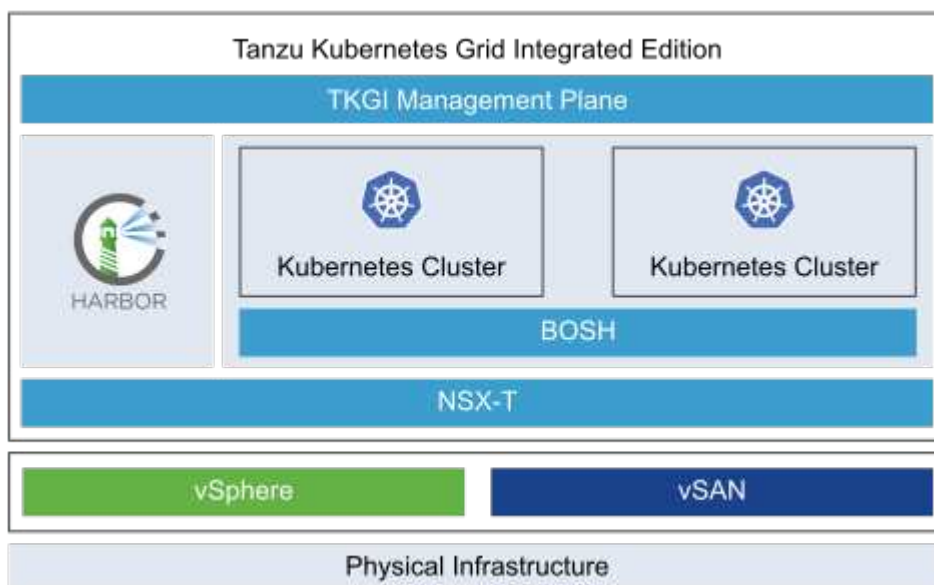 Tanzu Kubernetes Grid Integrated Edition
TKGI Management Plane
HARBOR
Kubernetes Cluster
Kubernetes Cluster
BOSH
NSX-T
vSphere
vSAN
Physical Infrastructure